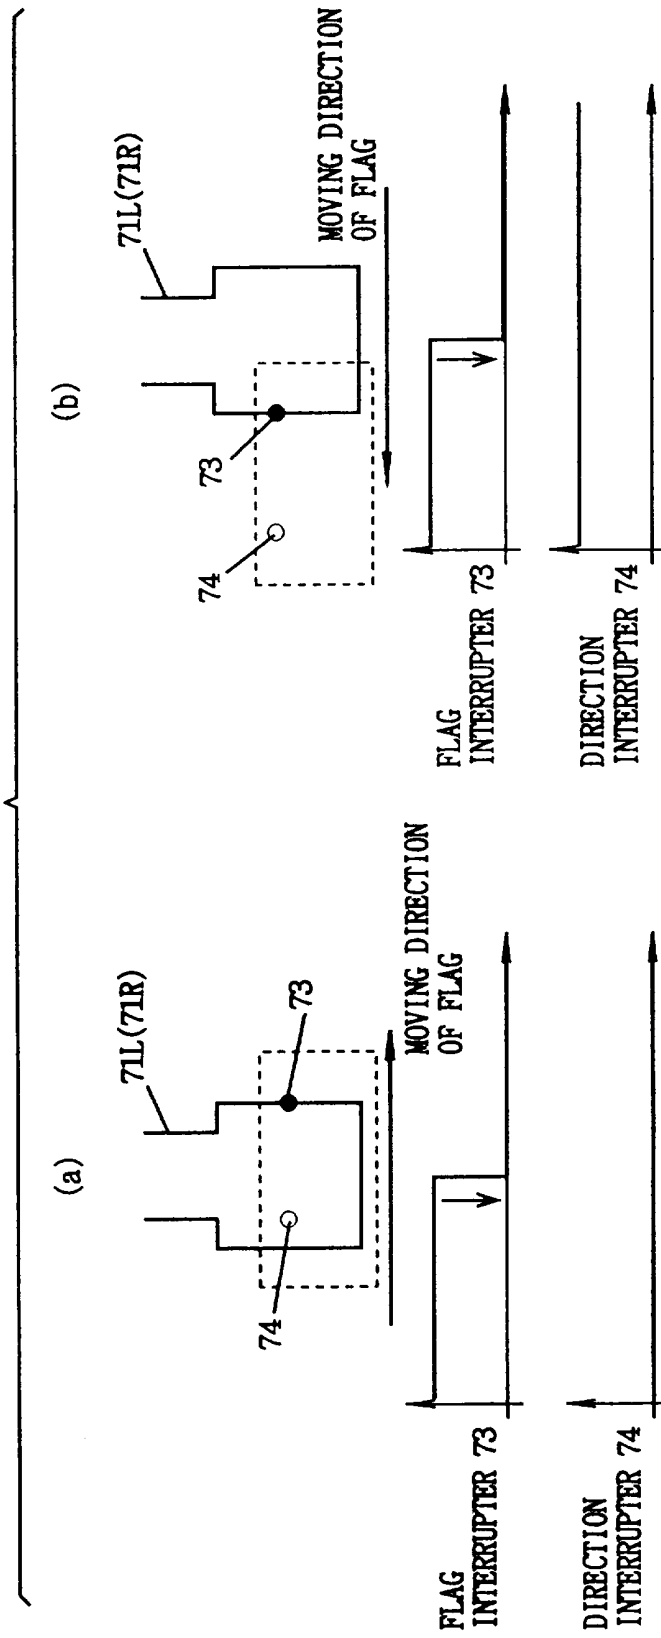 (a)
71L(71R)
73
74
MOVING DIRECTION
OF FLAG
FLAG
INTERRUPTER 73
DIRECTION
INTERRUPTER 74
(b)
71L(71R)
73
74
MOVING DIRECTION
OF FLAG
FLAG
INTERRUPTER 73
DIRECTION
INTERRUPTER 74